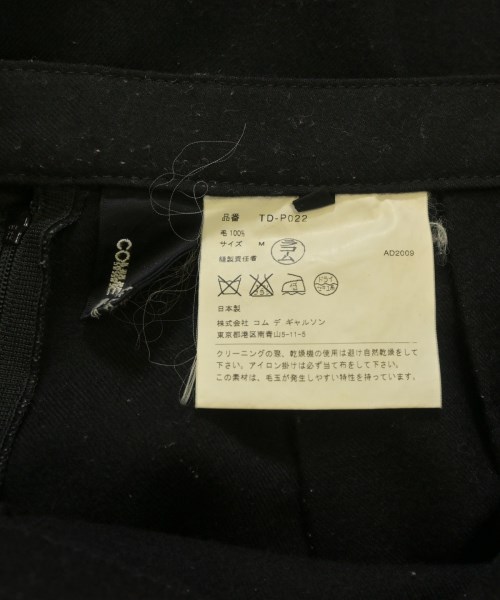 COMME
品番 TD-P022
毛 100%
サイズ M
縫製責任者 コム
AD2009
ドライ
日本製
株式会社 コム デ ギャルソン
東京都港区南青山5-11-5
クリーニングの際、乾燥機の使用は避け自然乾燥をして
下さい。アイロン掛けは必ず当て布をして下さい。
この素材は、毛玉が発生しやすい特性を持っています。